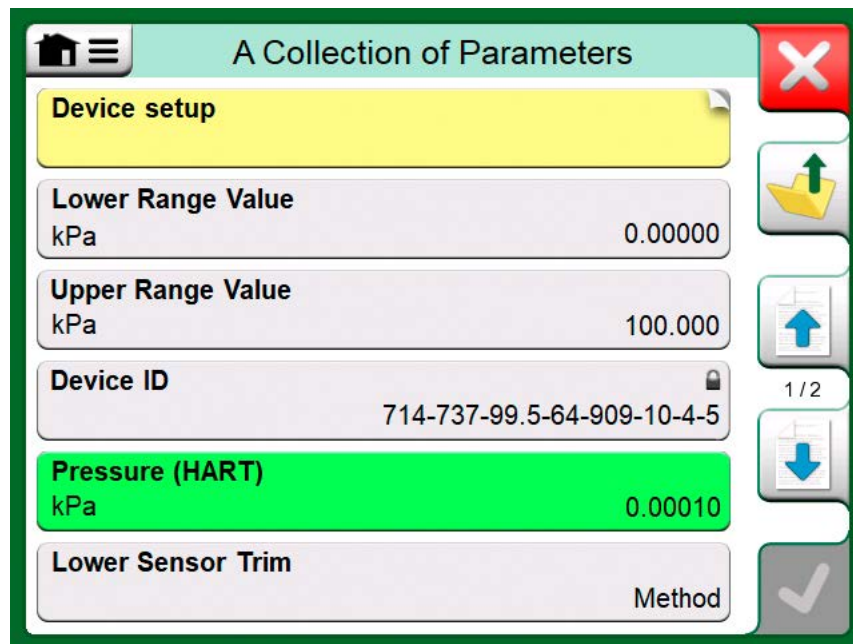 A Collection of Parameters
Device setup
Lower Range Value
kPa 0.00000
Upper Range Value
kPa 100.000
Device ID
714-737-99.5-64-909-10-4-5
1 / 2
Pressure (HART)
kPa 0.00010
Lower Sensor Trim
Method